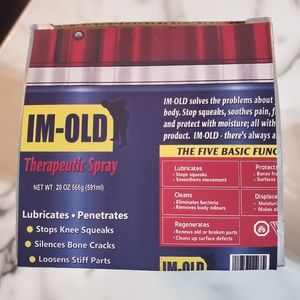 IM-OLD
Therapeutic Spray
NET WT 20 OZ 566g (591ml)
Lubricates • Penetrates
• Stops Knee Squeaks
• Silences Bone Cracks
• Loosens Stiff Parts
IM-OLD solves the problems about
body. Stop squeaks, soothes pain,
and protect with moisture; all wit
product. IM-OLD - there's always a
THE FIVE BASIC FUNC
Lubricates
• Stops squeaks
• Smoothens movement
Cleans
• Eliminates bacteria
• Removes body odours
Regenerates
• Renews old or broken parts
• Cleans up surface defects
Protects
• Bones fr
• Surfaces
Displace
• Moisturi
• Makes o
IM-OLD